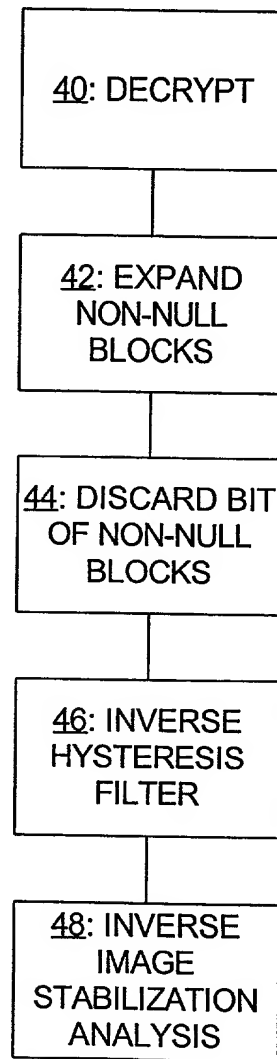 40: DECRYPT
42: EXPAND
NON-NULL
BLOCKS
44: DISCARD BIT
OF NON-NULL
BLOCKS
46: INVERSE
HYSTERESIS
FILTER
48: INVERSE
IMAGE
STABILIZATION
ANALYSIS